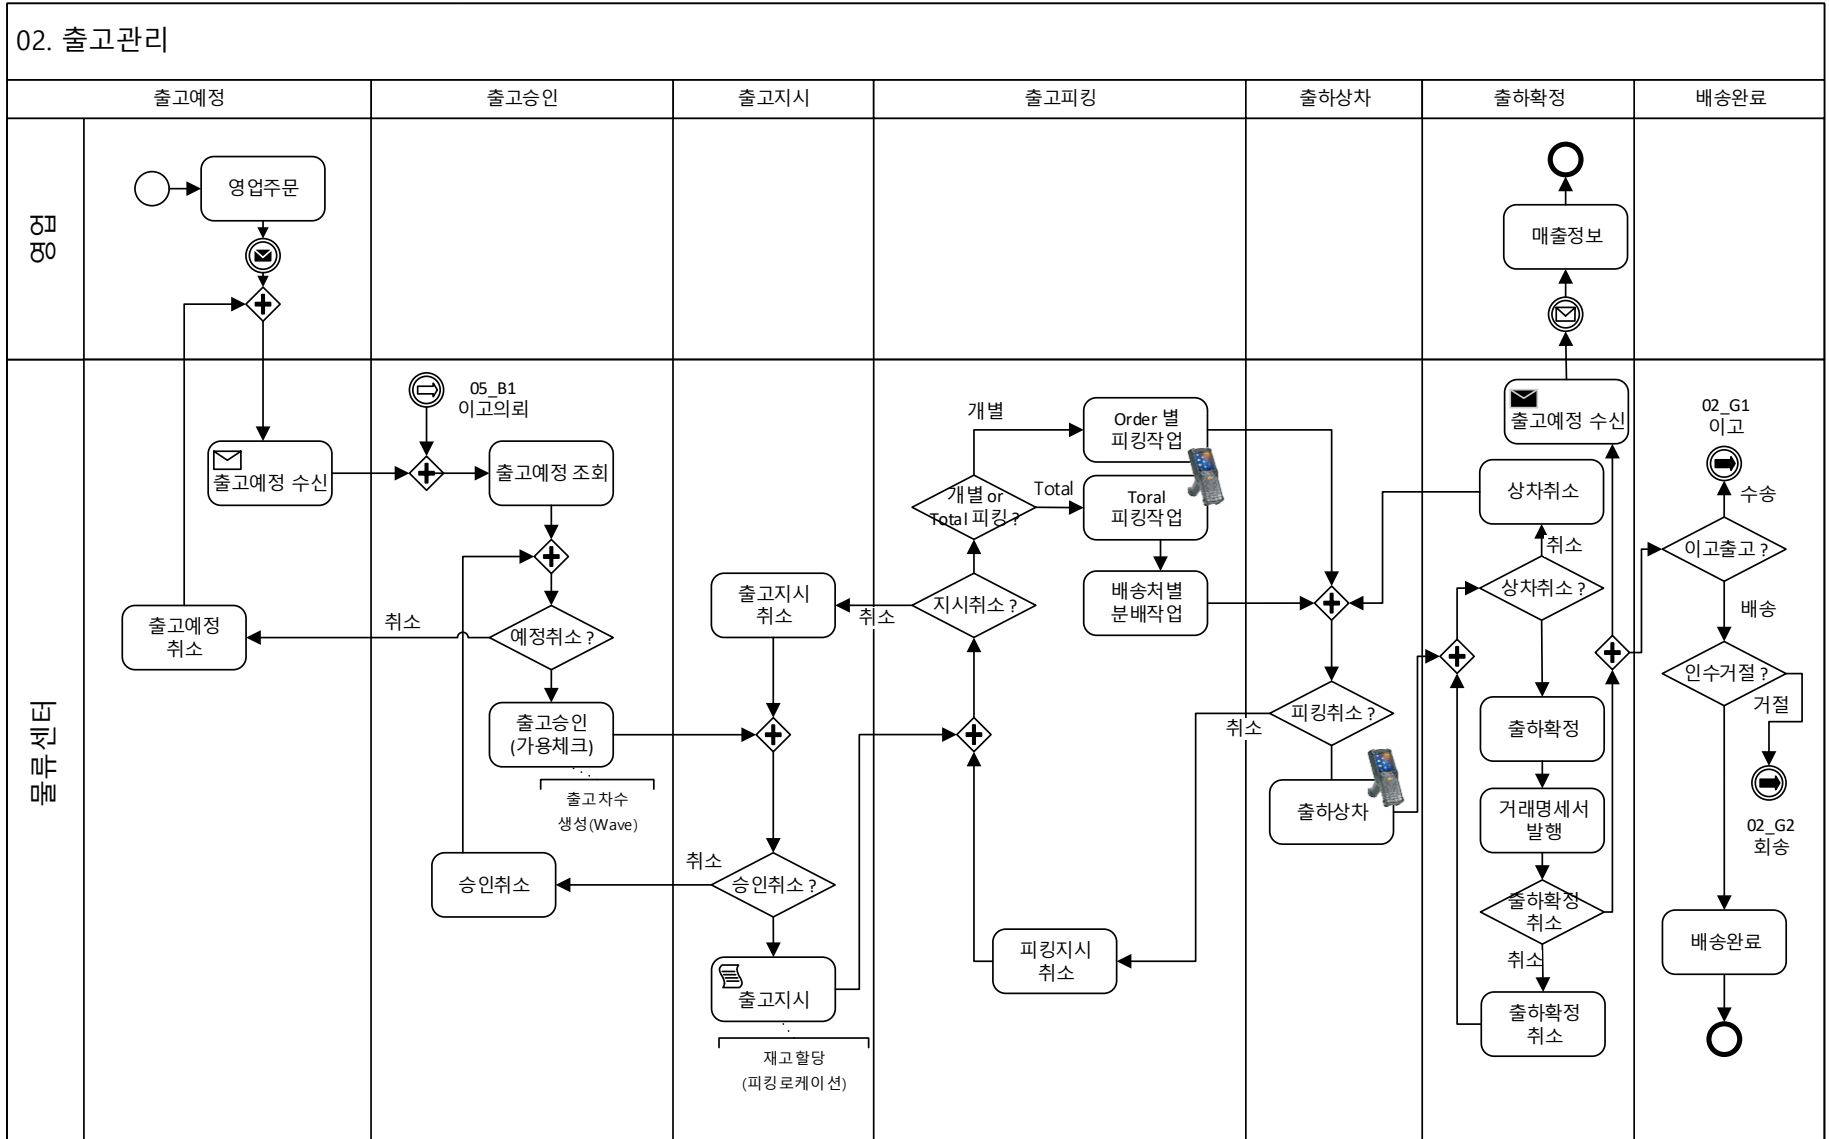 02. 출고관리
출고예정
출고승인
출고지시
출고피킹
출하상차
출하확정
배송완료
영업
영업주문
매출정보
물류센터
출고예정 수신
05_B1
이고의뢰
출고예정 조회
예정취소 ?
취소
출고예정
취소
출고승인
(가용체크)
출고차수
생성(Wave)
승인취소
취소
승인취소 ?
출고지시
취소
출고지시
재고할당
(피킹로케이션)
취소
지시취소 ?
개별 or
Total 피킹 ?
개별
Total
Order 별
피킹작업
Toral
피킹작업
배송처별
분배작업
피킹지시
취소
취소
피킹취소 ?
출하상차
출고예정 수신
상차취소
취소
상차취소 ?
출하확정
거래명세서
발행
출하확정
취소
취소
출하확정
취소
02_G1
이고
수송
이고출고 ?
배송
인수거절 ?
거절
02_G2
회송
배송완료